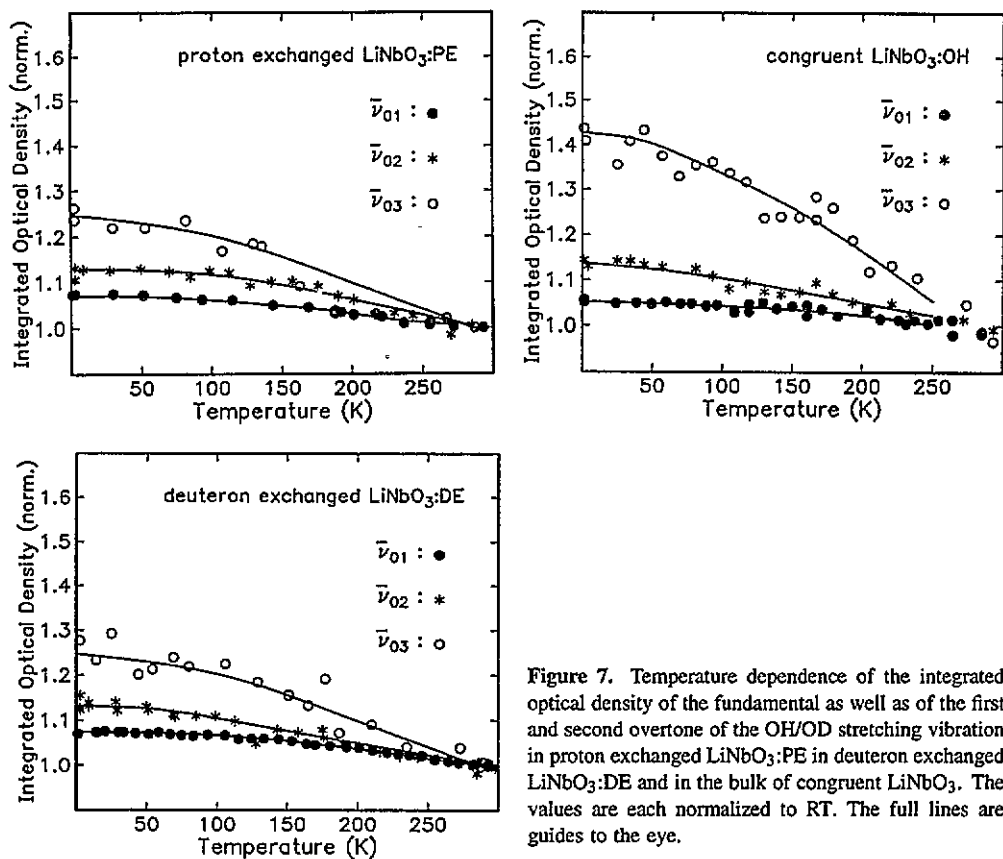 Integrated Optical Density (norm.)
1.6
1.5
1.4
1.3
1.2
1.1
1.0
proton exchanged LiNbO₃:PE
ν̄₀₁ : ●
ν̄₀₂ : *
ν̄₀₃ : ○
50 100 150 200 250
Temperature (K)
Integrated Optical Density (norm.)
1.6
1.5
1.4
1.3
1.2
1.1
1.0
congruent LiNbO₃:OH
ν̄₀₁ : ●
ν̄₀₂ : *
ν̄₀₃ : ○
50 100 150 200 250
Temperature (K)
Integrated Optical Density (norm.)
1.6
1.5
1.4
1.3
1.2
1.1
1.0
deuteron exchanged LiNbO₃:DE
ν̄₀₁ : ●
ν̄₀₂ : *
ν̄₀₃ : ○
50 100 150 200 250
Temperature (K)
Figure 7. Temperature dependence of the integrated
optical density of the fundamental as well as of the first
and second overtone of the OH/OD stretching vibration
in proton exchanged LiNbO₃:PE in deuteron exchanged
LiNbO₃:DE and in the bulk of congruent LiNbO₃. The
values are each normalized to RT. The full lines are
guides to the eye.